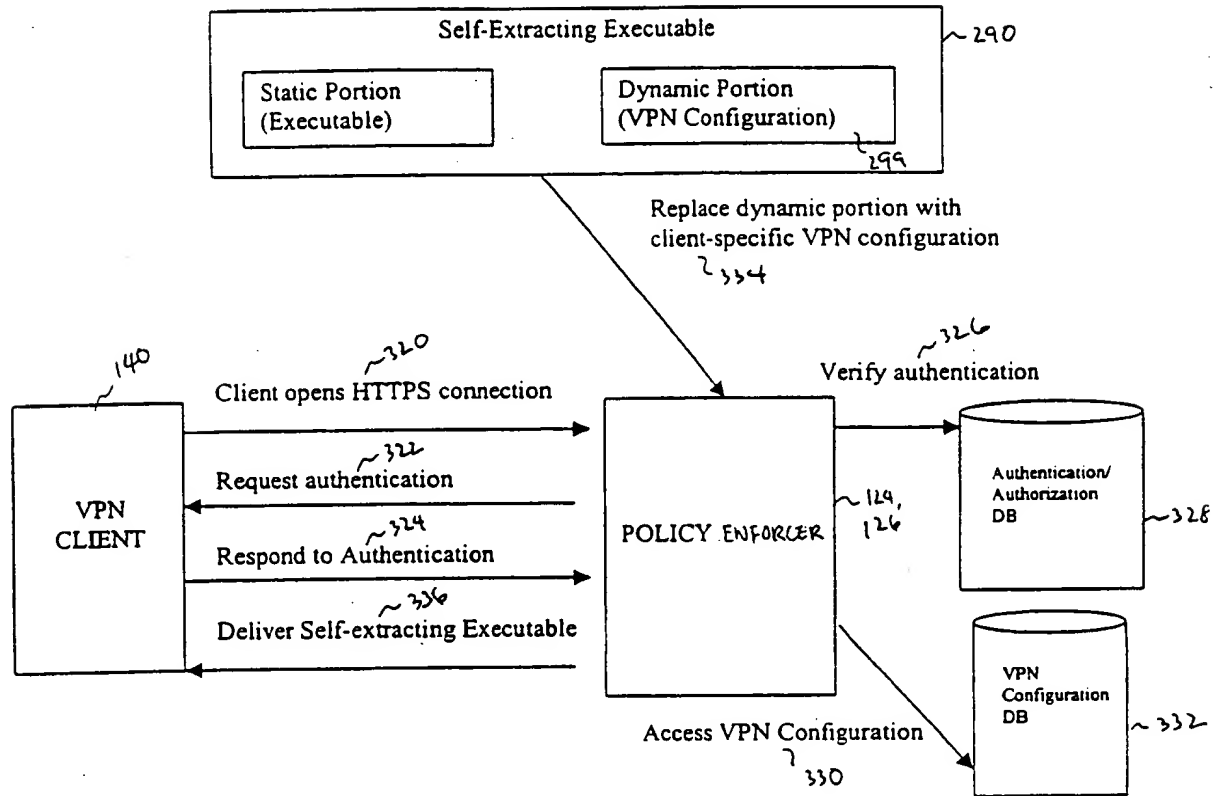 Self-Extracting Executable
290
Static Portion
(Executable)
Dynamic Portion
(VPN Configuration)
299
Replace dynamic portion with
client-specific VPN configuration
334
326
Verify authentication
140
320
Client opens HTTPS connection
322
Request authentication
324
Respond to Authentication
336
Deliver Self-extracting Executable
VPN
CLIENT
POLICY ENFORCER
124,
126
Authentication/
Authorization
DB
328
VPN
Configuration
DB
332
Access VPN Configuration
330